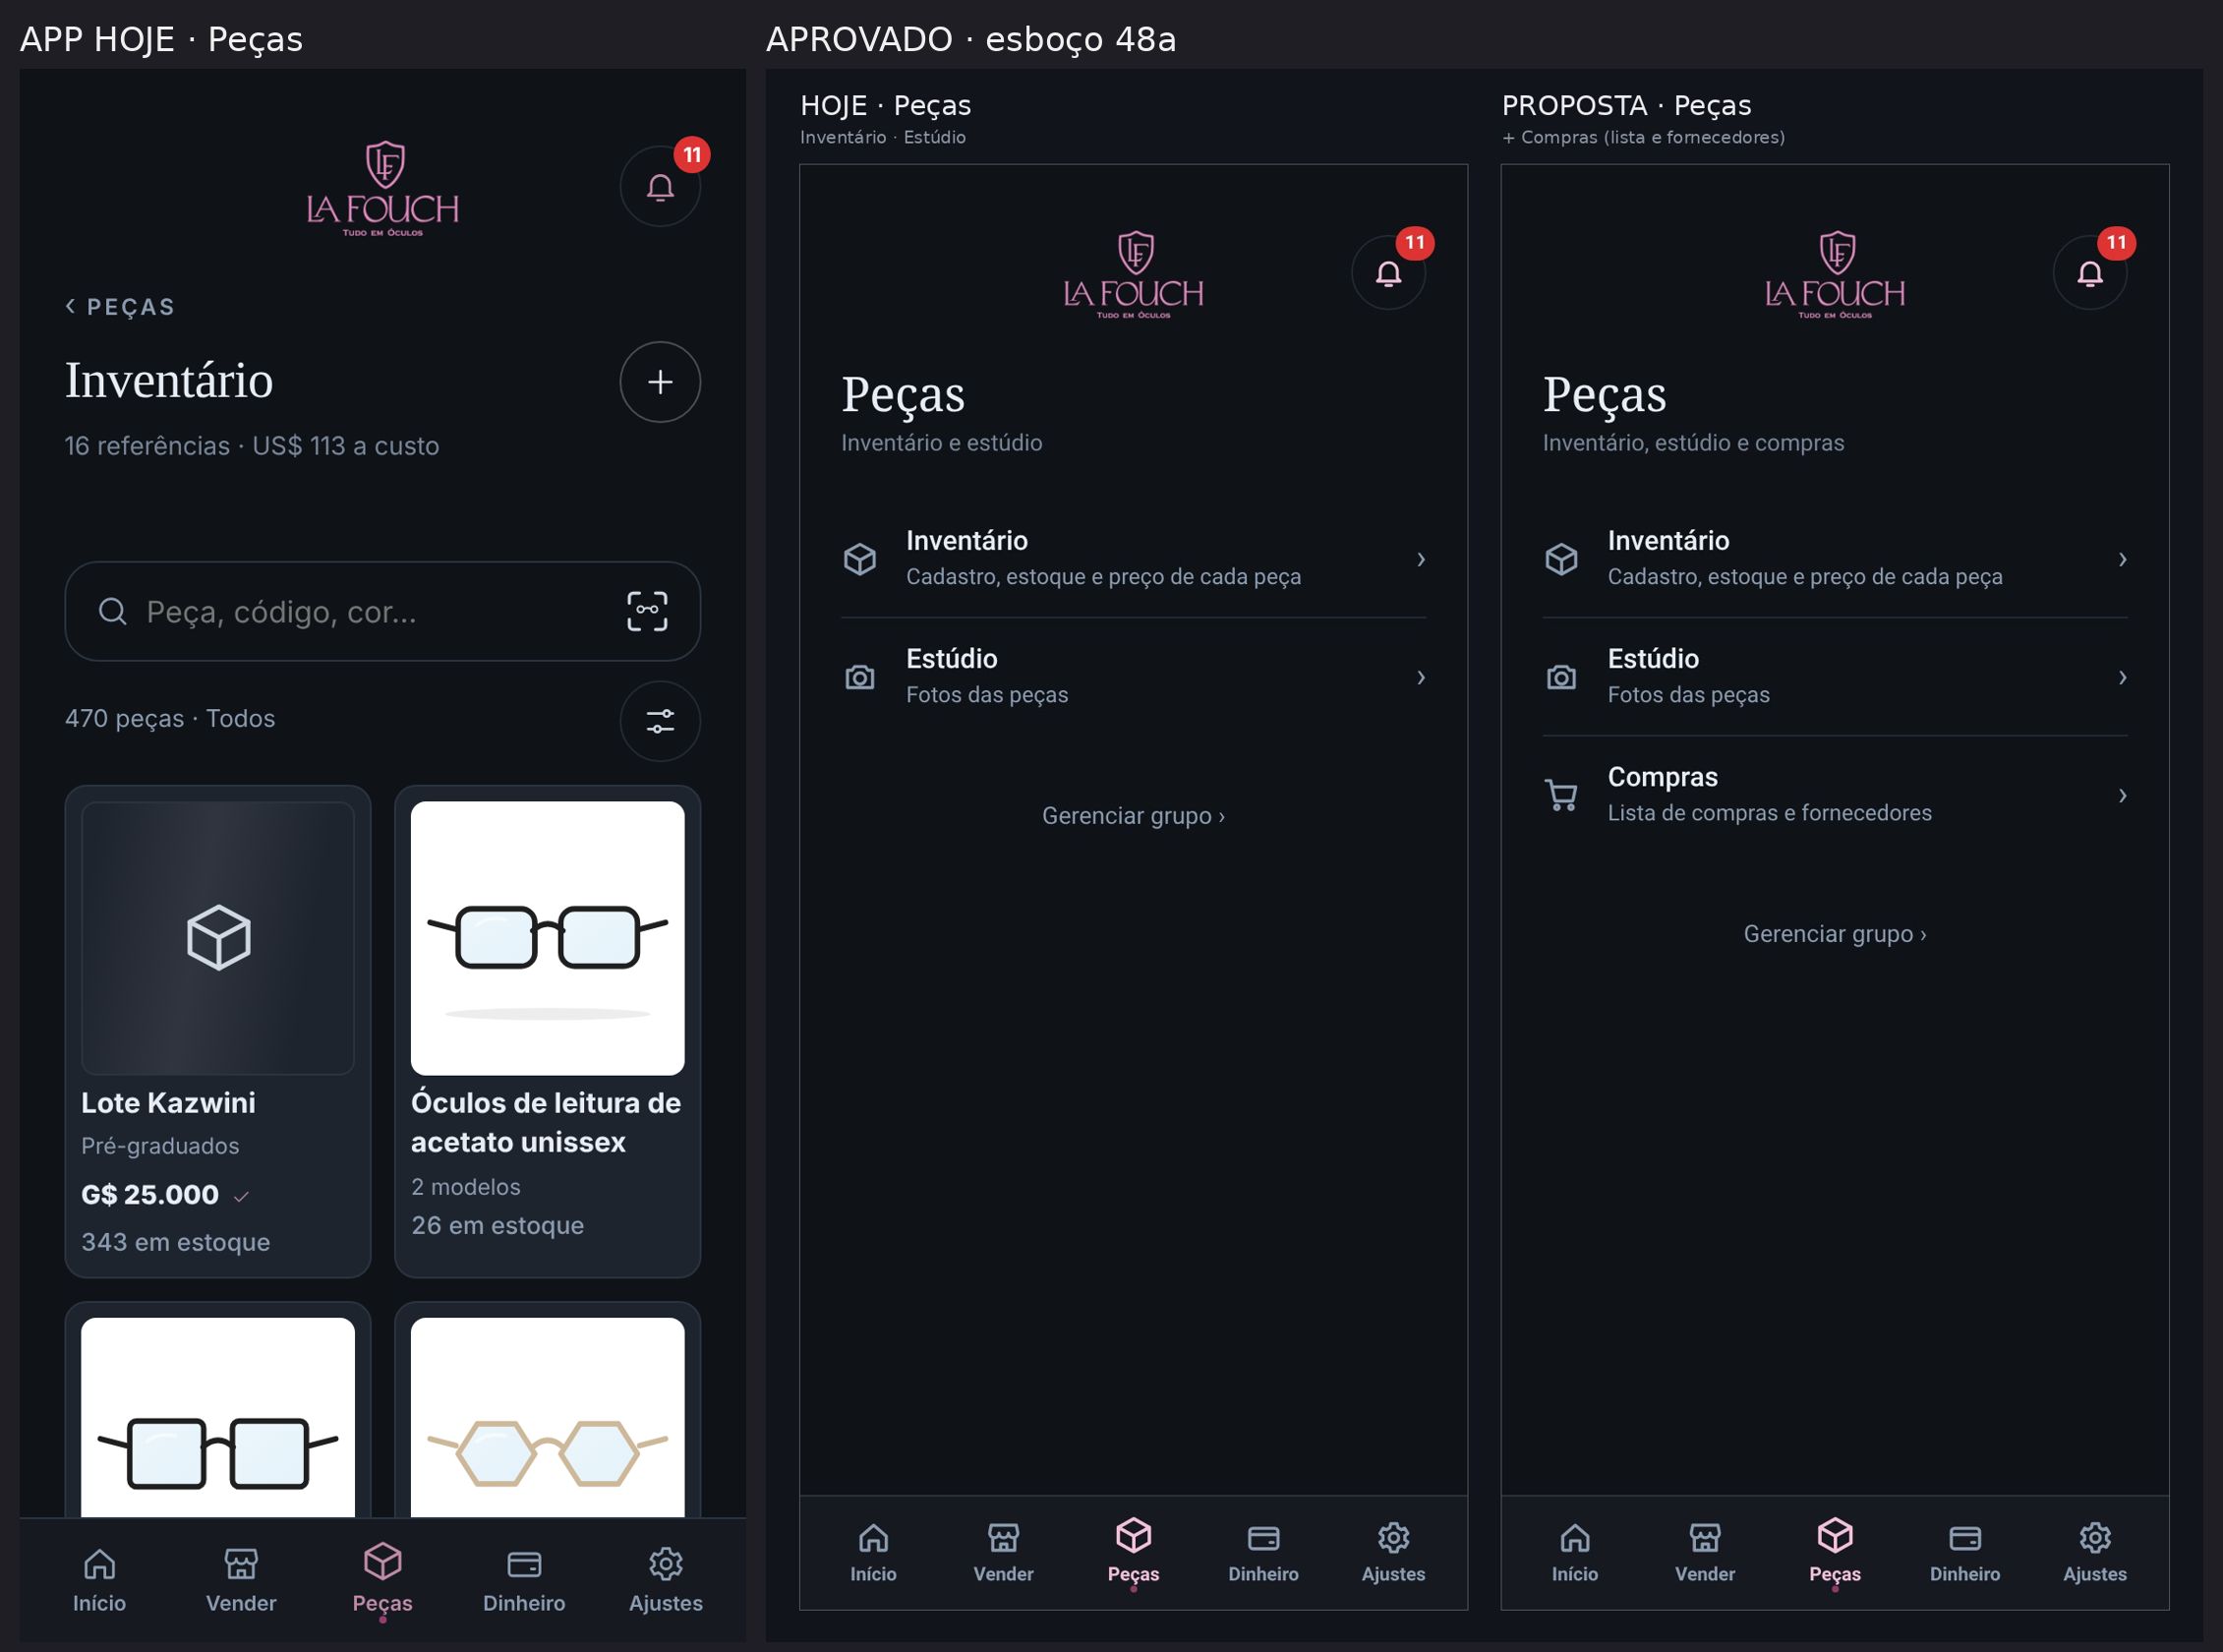 APP HOJE · Peças
LF
LA FOUCH
TUDO EM ÓCULOS
11
‹ PEÇAS
Inventário
16 referências · US$ 113 a custo
Peça, código, cor...
470 peças · Todos
Lote Kazwini
Pré-graduados
G$ 25.000
343 em estoque
Óculos de leitura de
acetato unissex
2 modelos
26 em estoque
Início
Vender
Peças
Dinheiro
Ajustes
APROVADO · esboço 48a
HOJE · Peças
Inventário · Estúdio
LF
LA FOUCH
TUDO EM ÓCULOS
11
Peças
Inventário e estúdio
Inventário
Cadastro, estoque e preço de cada peça
Estúdio
Fotos das peças
Gerenciar grupo ›
Início
Vender
Peças
Dinheiro
Ajustes
PROPOSTA · Peças
+ Compras (lista e fornecedores)
LF
LA FOUCH
TUDO EM ÓCULOS
11
Peças
Inventário, estúdio e compras
Inventário
Cadastro, estoque e preço de cada peça
Estúdio
Fotos das peças
Compras
Lista de compras e fornecedores
Gerenciar grupo ›
Início
Vender
Peças
Dinheiro
Ajustes